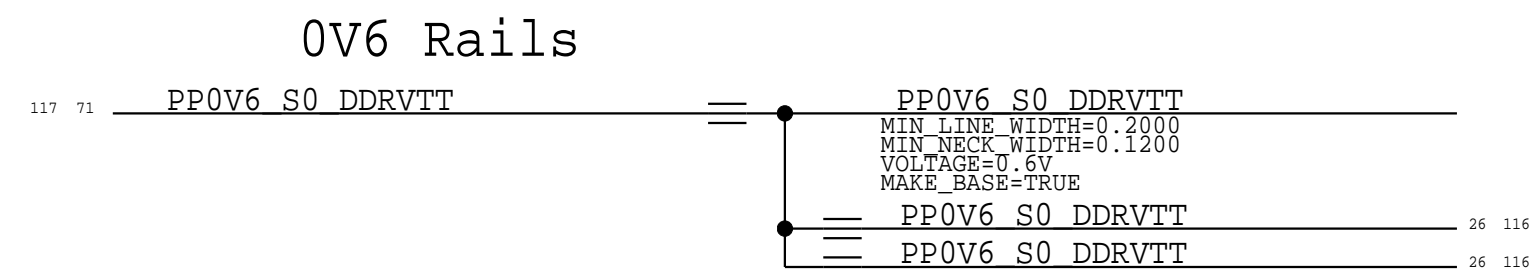 0V6 Rails
117 71 PP0V6_S0_DDRVTT PP0V6_S0_DDRVTT
MIN_LINE_WIDTH=0.2000
MIN_NECK_WIDTH=0.1200
VOLTAGE=0.6V
MAKE_BASE=TRUE
PP0V6_S0_DDRVTT 26 116
PP0V6_S0_DDRVTT 26 116